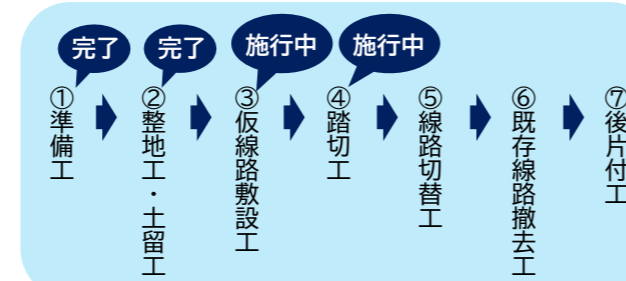 完了
完了
施行中
施行中
①準備工
②整地工・土留工
③仮線路敷設工
④踏切工
⑤線路切替工
⑥既存線路撤去工
⑦後片付工